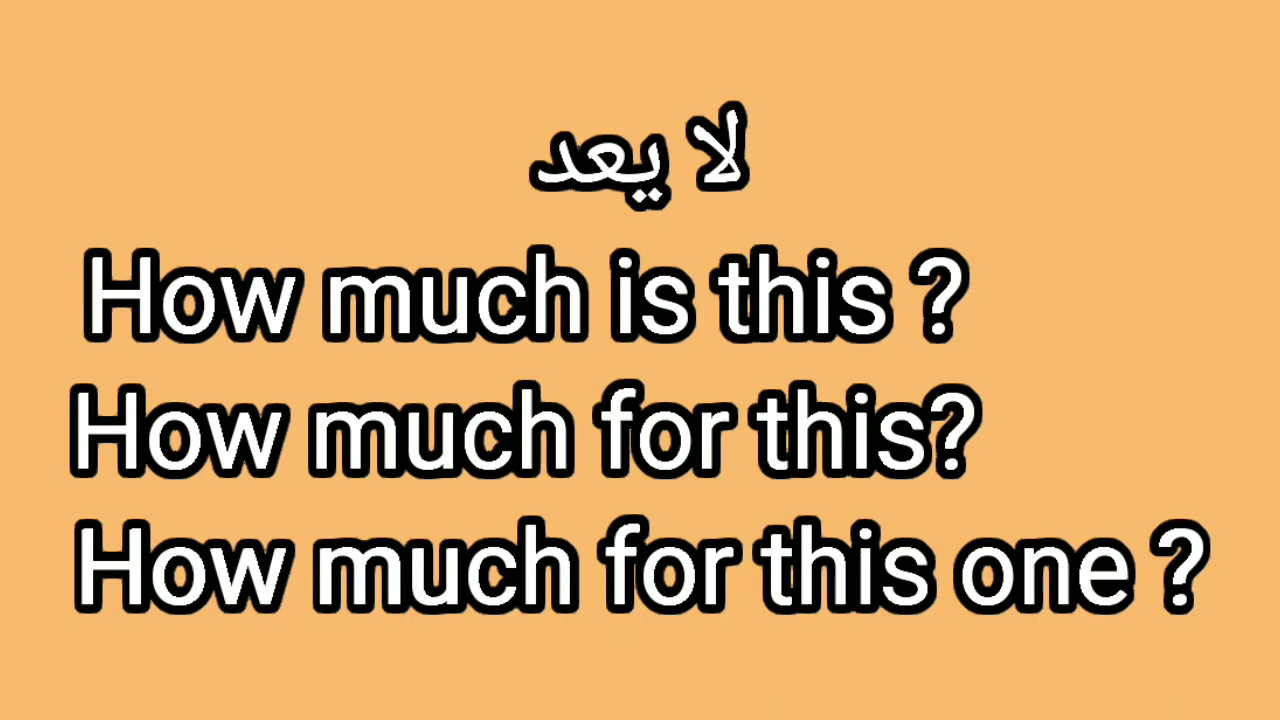 لا يعد
How much is this ?
How much for this?
How much for this one ?